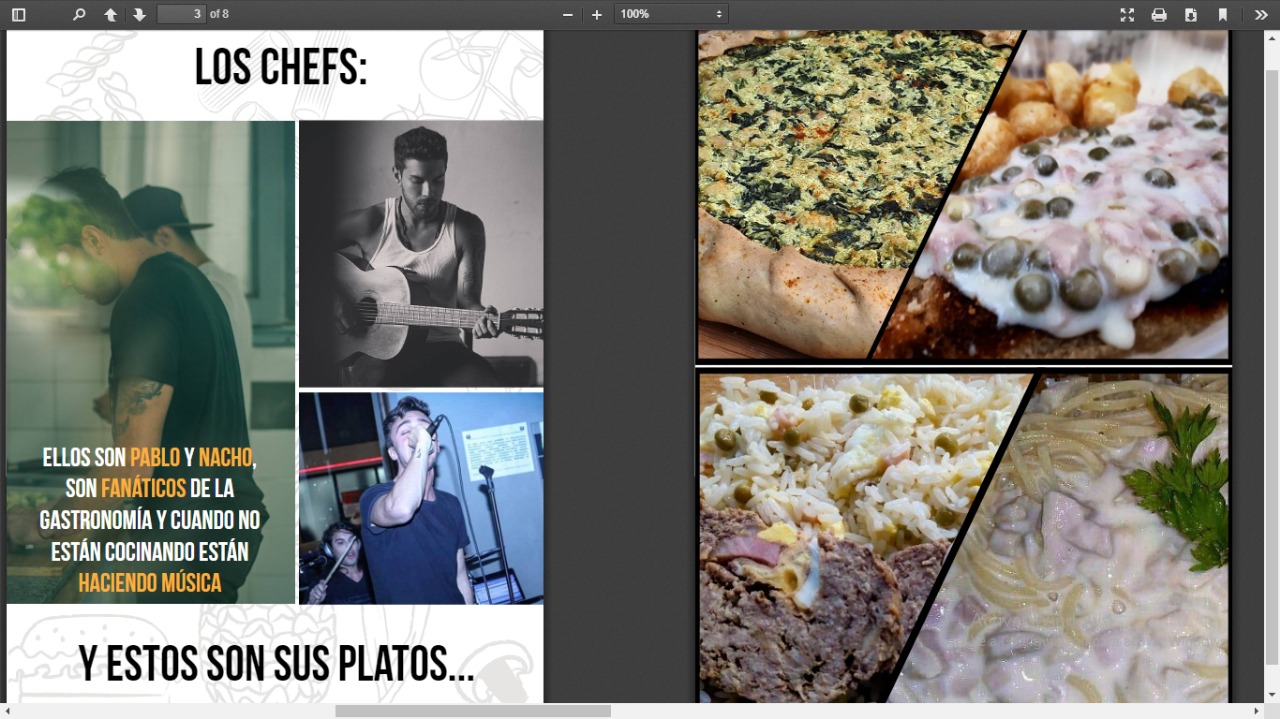 3 of 8
100%
LOS CHEFS:
ELLOS SON PABLO Y NACHO,
SON FANÁTICOS DE LA
GASTRONOMÍA Y CUANDO NO
ESTÁN COCINANDO ESTÁN
HACIENDO MÚSICA
Y ESTOS SON SUS PLATOS...